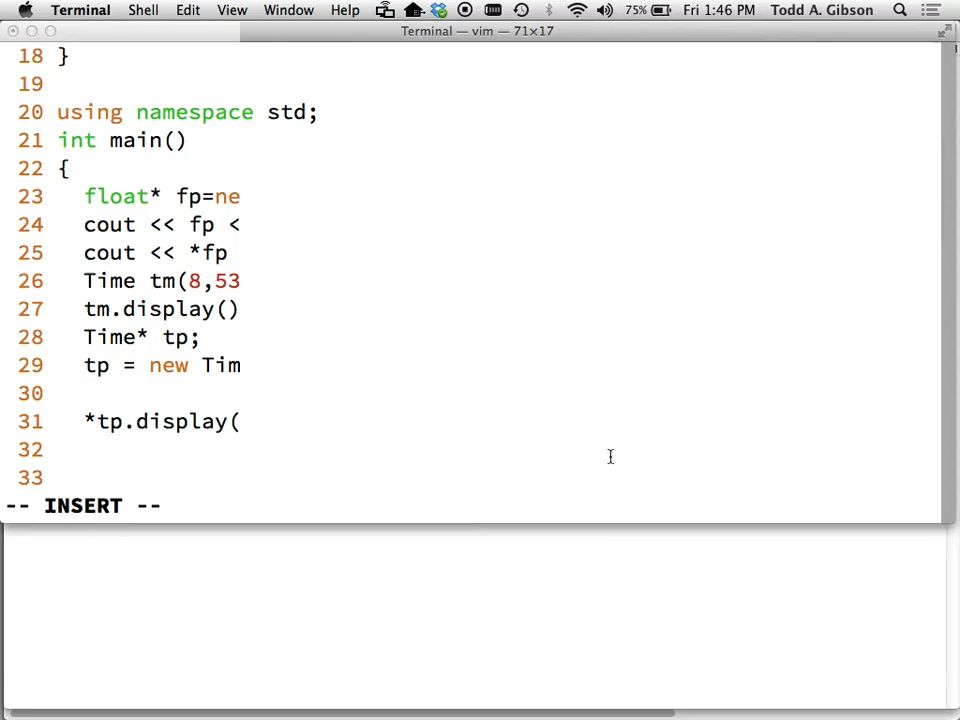 Terminal Shell Edit View Window Help 75% Fri 1:46 PM Todd A. Gibson
Terminal — vim — 71×17
18 }
19
20 using namespace std;
21 int main()
22 {
23 float* fp=ne
24 cout << fp <
25 cout << *fp
26 Time tm(8,53
27 tm.display()
28 Time* tp;
29 tp = new Tim
30
31 *tp.display(
32
33
-- INSERT --